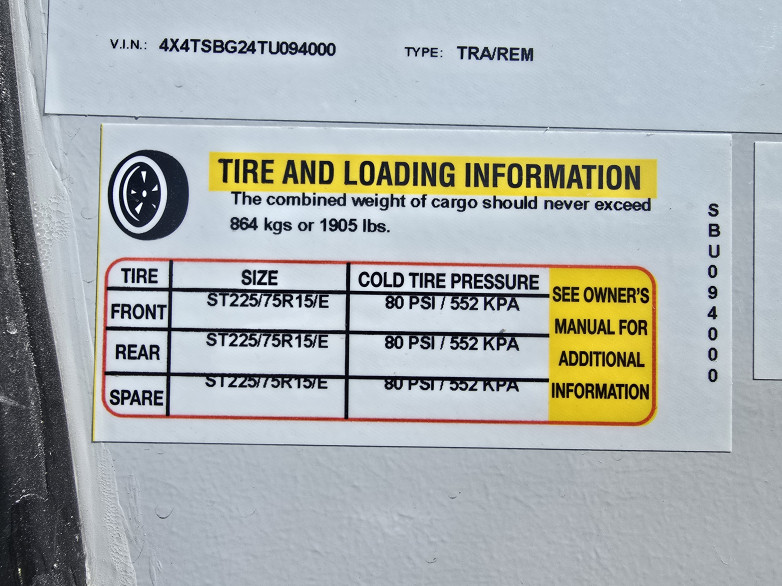 V.I.N.: 4X4TSBG24TU094000 TYPE: TRA/REM
TIRE AND LOADING INFORMATION
The combined weight of cargo should never exceed
864 kgs or 1905 lbs.
TIRE SIZE COLD TIRE PRESSURE
FRONT ST225/75R15/E 80 PSI / 552 KPA
REAR ST225/75R15/E 80 PSI / 552 KPA
SPARE ST225/75R15/E 80 PSI / 552 KPA
SEE OWNER'S
MANUAL FOR
ADDITIONAL
INFORMATION
SBU094000